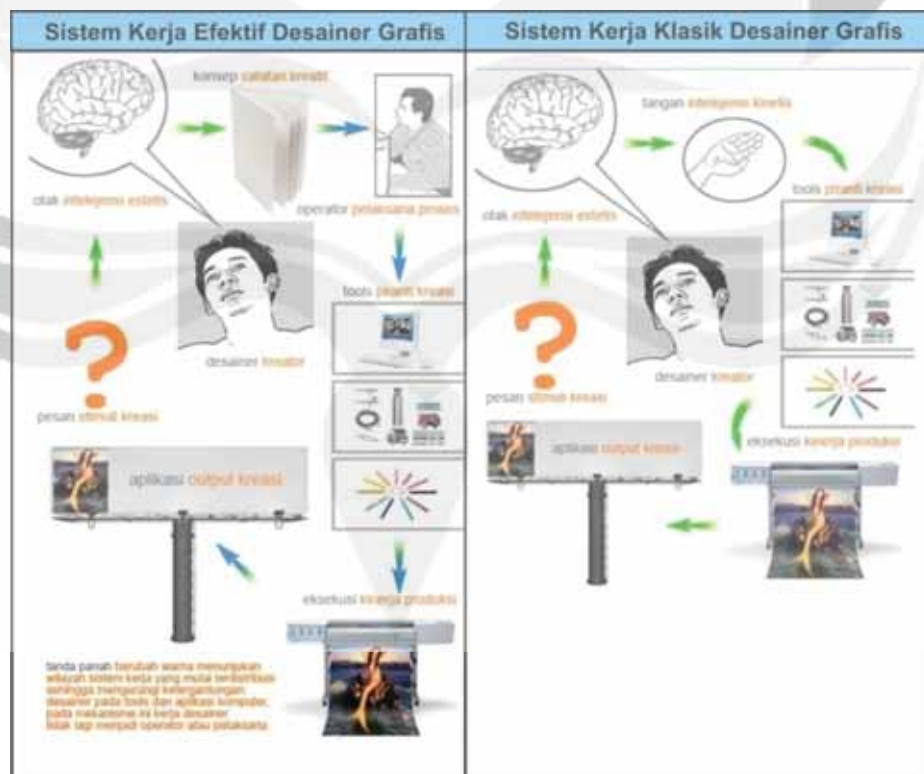 Sistem Kerja Efektif Desainer Grafis
konsep catatan kreatif
otak intelejensi estetis
operator pelaksana proses
tools piranti kreasi
desainer kreator
pesan stimuli kreasi
aplikasi output kreasi
eksekusi kinerja produksi
tanda panah berubah warna menunjukan
wilayah sistem kerja yang mulai terdistribusi
sehingga mengurangi ketergantungan
desainer pada tools dan aplikasi komputer,
pada mekanisme ini kerja desainer
tidak lagi menjadi operator atau pelaksana
Sistem Kerja Klasik Desainer Grafis
tangan intelejensi kinetis
tools piranti kreasi
otak intelejensi estetis
desainer kreator
pesan stimuli kreasi
eksekusi kinerja produksi
aplikasi output kreasi